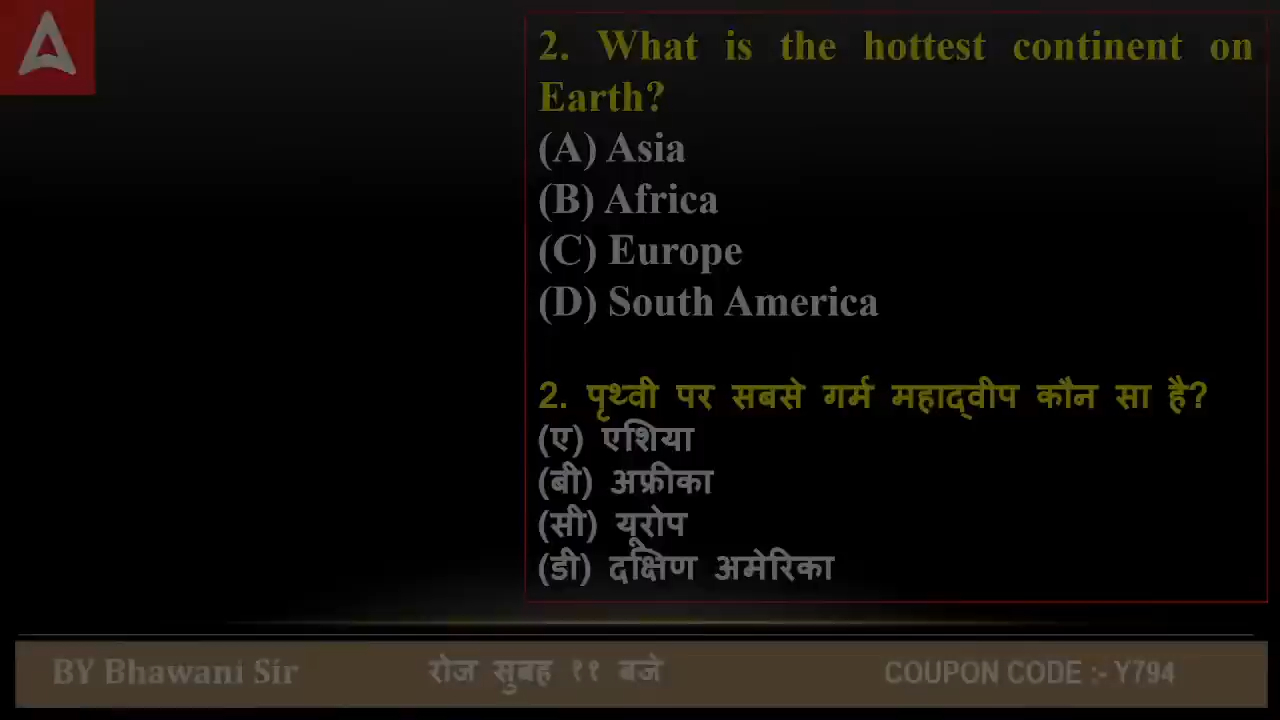 2. What is the hottest continent on
Earth?
(A) Asia
(B) Africa
(C) Europe
(D) South America
2. पृथ्वी पर सबसे गर्म महाद्वीप कौन सा है?
(ए) एशिया
(बी) अफ्रीका
(सी) यूरोप
(डी) दक्षिण अमेरिका
BY Bhawani Sir रोज सुबह ११ बजे COUPON CODE :- Y794